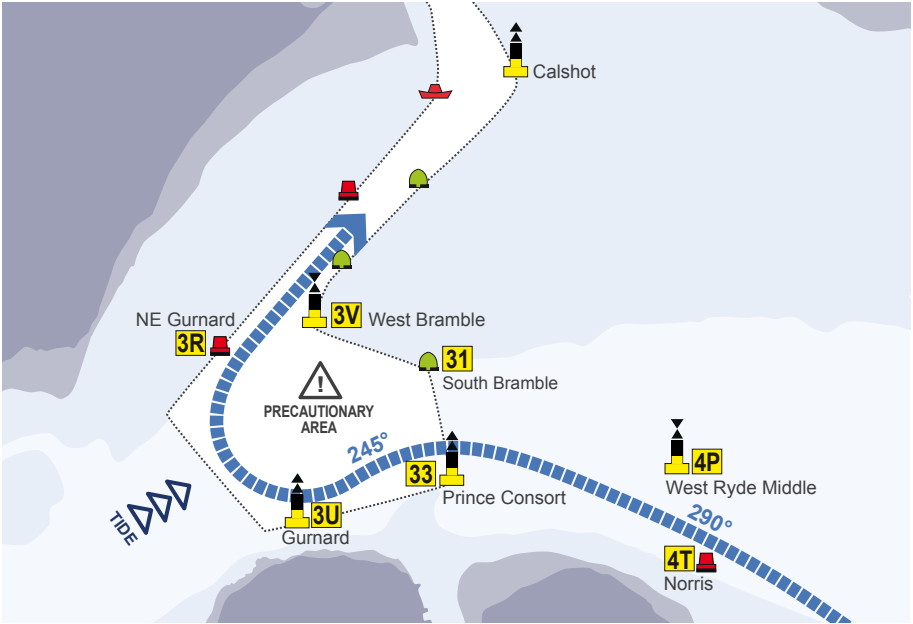 Calshot
NE Gurnard
3R
3V West Bramble
31
South Bramble
PRECAUTIONARY
AREA
245°
33
Prince Consort
4P
West Ryde Middle
290°
TIDE
3U
Gurnard
4T
Norris